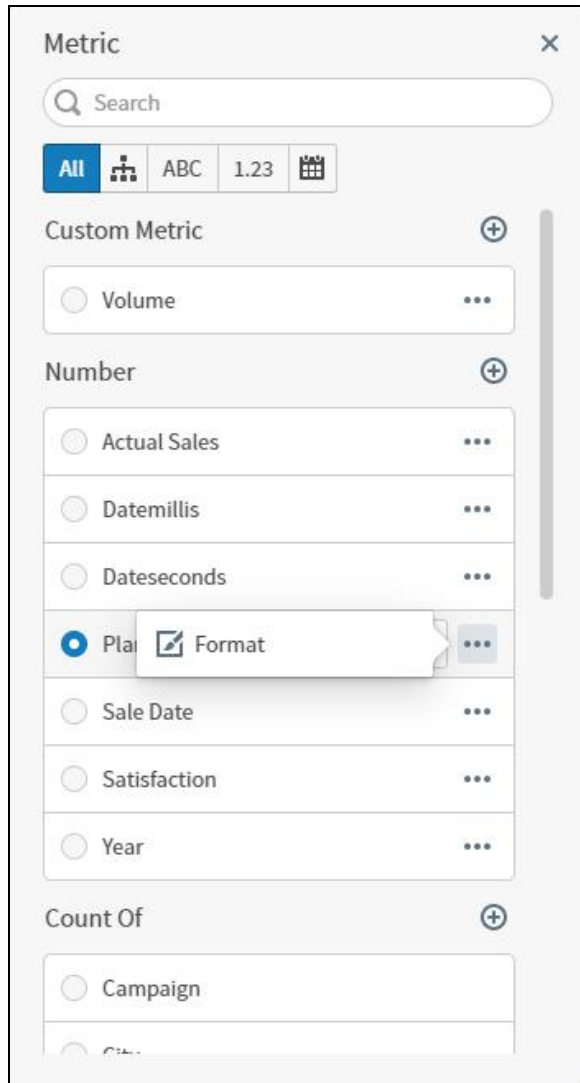 Metric
Search
All ABC 1.23
Custom Metric
Volume
Number
Actual Sales
Datemillis
Dateseconds
Format
Sale Date
Satisfaction
Year
Count Of
Campaign